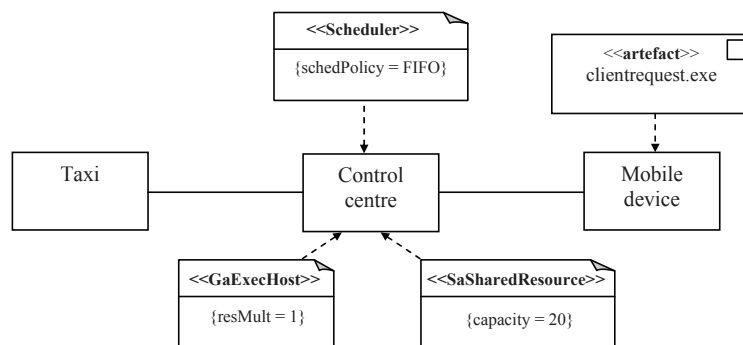 <<Scheduler>>
{schedPolicy = FIFO}
<<artefact>>
clientrequest.exe
Taxi
Control
centre
Mobile
device
<<GaExecHost>>
{resMult = 1}
<<SaSharedResource>>
{capacity = 20}